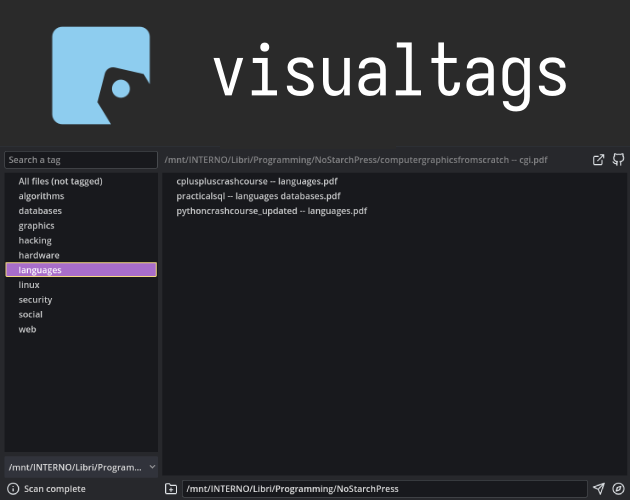 visualtags
Search a tag
/mnt/INTERNO/Libri/Programming/NoStarchPress/computergraphicsfromscratch -- cgi.pdf
All files (not tagged)
algorithms
databases
graphics
hacking
hardware
languages
linux
security
social
web
cpluspluscrashcourse -- languages.pdf
practicalsql -- languages databases.pdf
pythoncrashcourse_updated -- languages.pdf
/mnt/INTERNO/Libri/Program...
Scan complete
/mnt/INTERNO/Libri/Programming/NoStarchPress